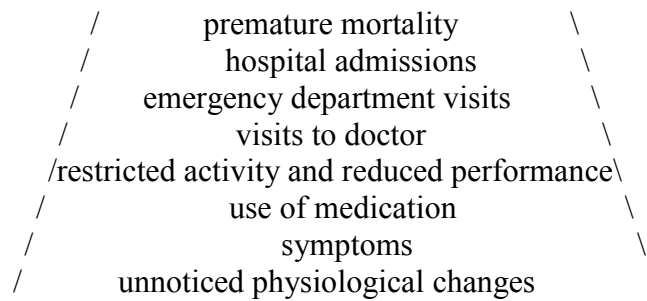 / premature mortality \
/ hospital admissions \
/ emergency department visits \
/ visits to doctor \
/restricted activity and reduced performance\
/ use of medication \
/ symptoms \
/ unnoticed physiological changes